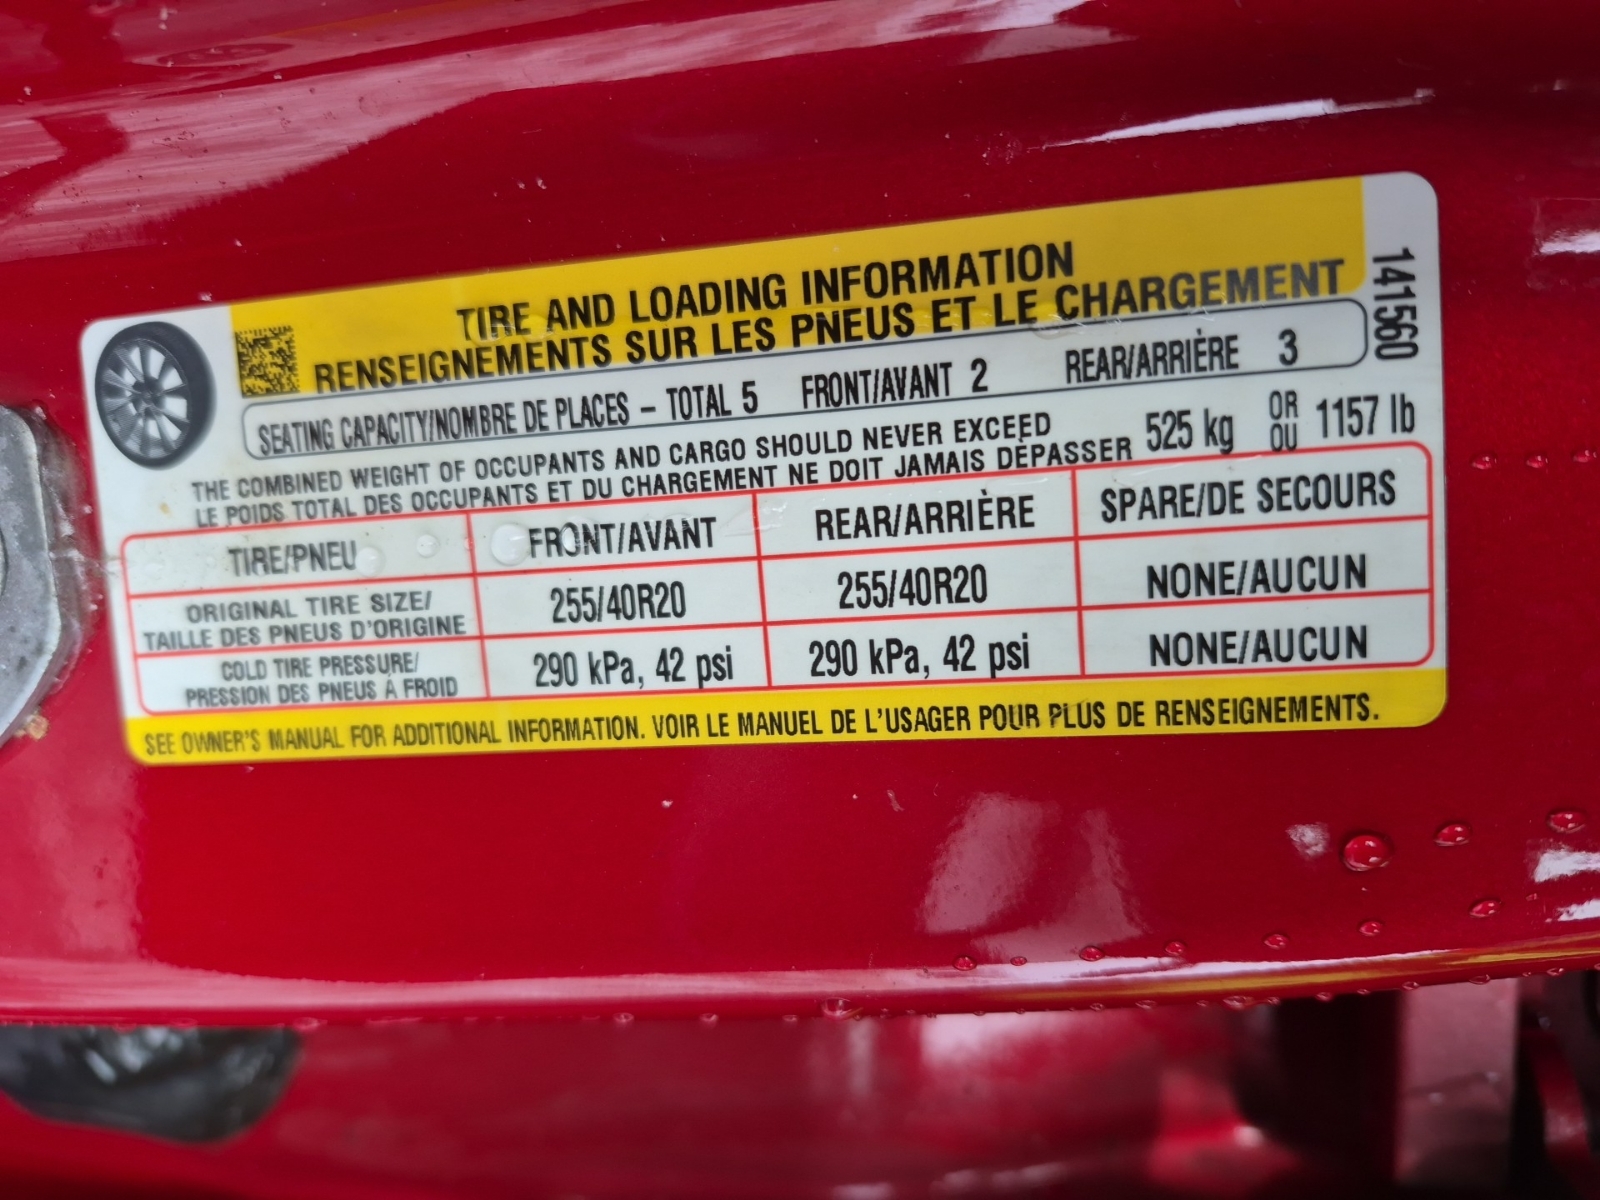 TIRE AND LOADING INFORMATION
RENSEIGNEMENTS SUR LES PNEUS ET LE CHARGEMENT
141560
SEATING CAPACITY/NOMBRE DE PLACES – TOTAL 5 FRONT/AVANT 2 REAR/ARRIÈRE 3
THE COMBINED WEIGHT OF OCCUPANTS AND CARGO SHOULD NEVER EXCEED
LE POIDS TOTAL DES OCCUPANTS ET DU CHARGEMENT NE DOIT JAMAIS DÉPASSER
525 kg OR OU 1157 lb
TIRE/PNEU FRONT/AVANT REAR/ARRIÈRE SPARE/DE SECOURS
ORIGINAL TIRE SIZE/
TAILLE DES PNEUS D'ORIGINE
255/40R20 255/40R20 NONE/AUCUN
COLD TIRE PRESSURE/
PRESSION DES PNEUS À FROID
290 kPa, 42 psi 290 kPa, 42 psi NONE/AUCUN
SEE OWNER'S MANUAL FOR ADDITIONAL INFORMATION. VOIR LE MANUEL DE L'USAGER POUR PLUS DE RENSEIGNEMENTS.